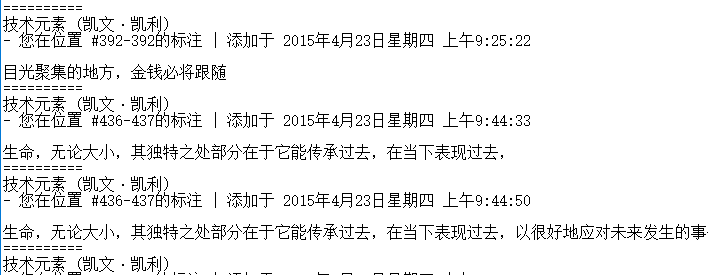 ==========
技术元素 (凯文·凯利)
- 您在位置 #392-392的标注 | 添加于 2015年4月23日星期四 上午9:25:22
目光聚集的地方，金钱必将跟随
==========
技术元素 (凯文·凯利)
- 您在位置 #436-437的标注 | 添加于 2015年4月23日星期四 上午9:44:33
生命，无论大小，其独特之处部分在于它能传承过去，在当下表现过去，
==========
技术元素 (凯文·凯利)
- 您在位置 #436-437的标注 | 添加于 2015年4月23日星期四 上午9:44:50
生命，无论大小，其独特之处部分在于它能传承过去，在当下表现过去，以很好地应对未来发生的事
==========
技术元素 (凯文·凯利)